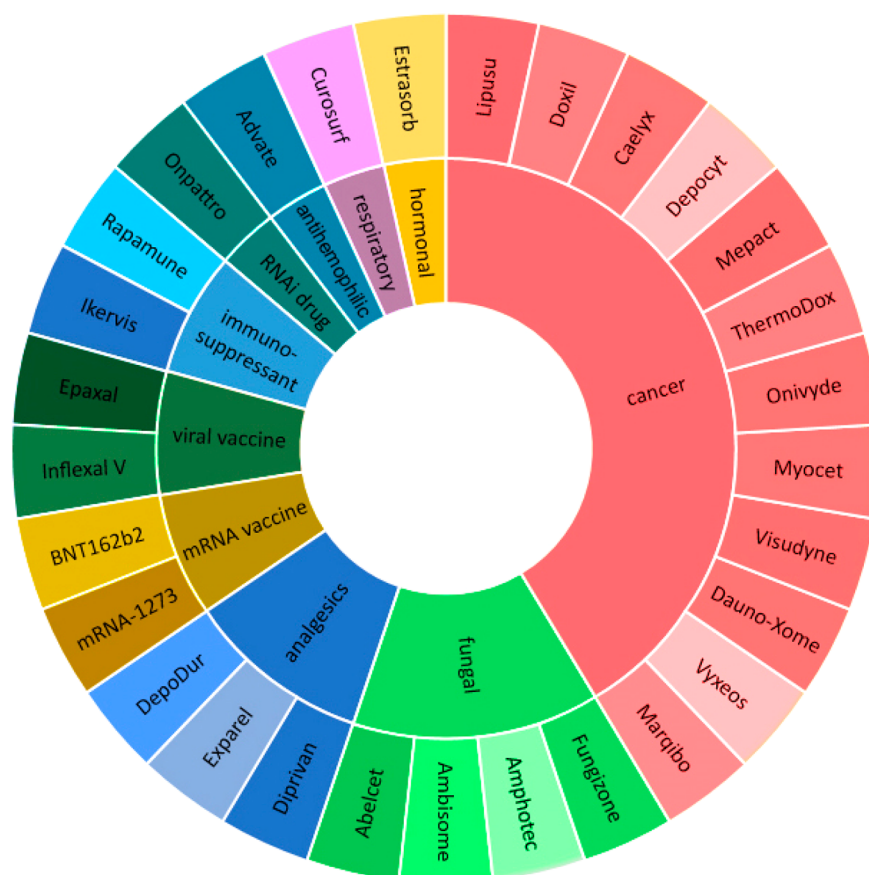 Lipusu
Doxil
Caelyx
Depocyt
Mepact
ThermoDox
Onivyde
Myocet
Visudyne
Dauno-Xome
Vyxeos
Marqibo
Fungizone
Amphotec
Ambisome
Abelcet
Diprivan
Exparel
DepoDur
mRNA-1273
BNT162b2
Inflexal V
Epaxal
Ikervis
Rapamune
Onpattro
Advate
Curosurf
Estrasorb
cancer
fungal
analgesics
mRNA vaccine
viral vaccine
immuno-
suppressant
RNAi drug
antihemophilic
respiratory
hormonal